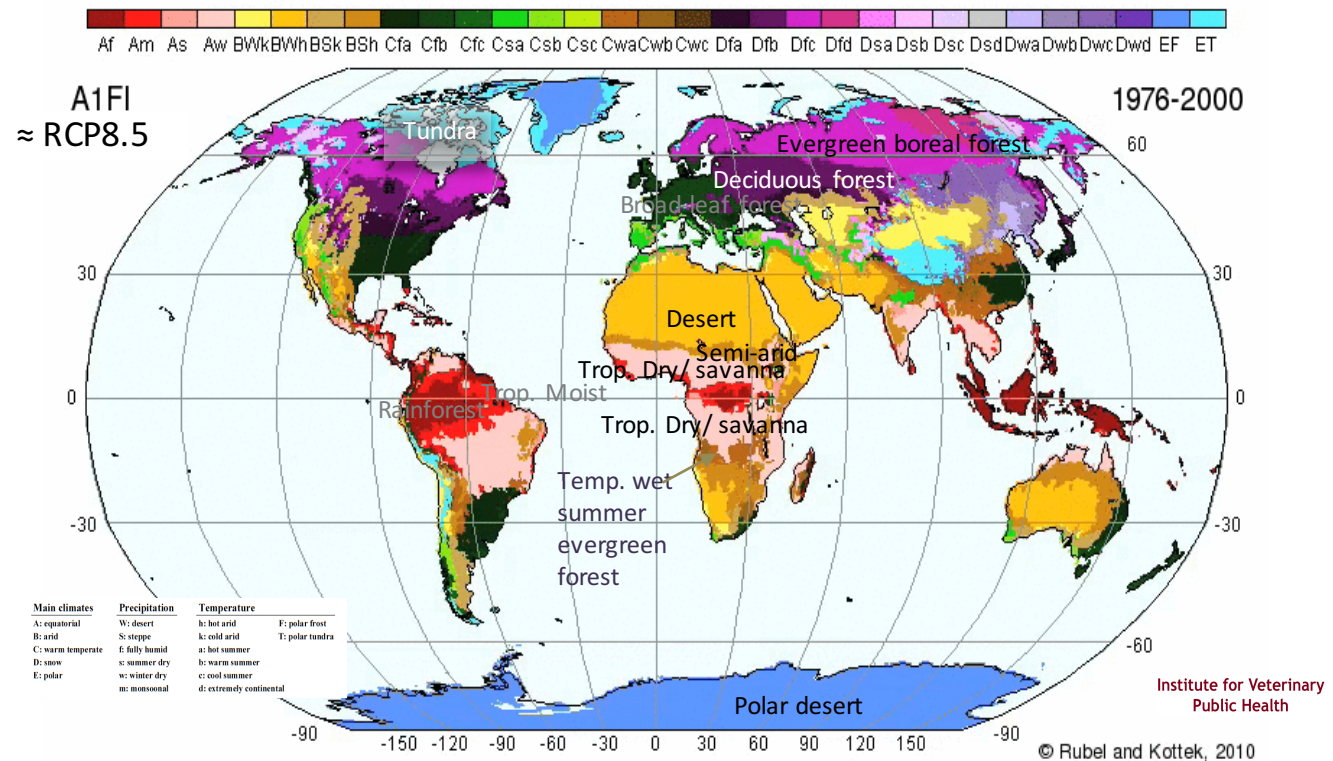 Af Am As Aw BWk BWh BSk BSh Cfa Cfb Cfc Csa Csb Csc Cwa Cwb Cwc Dfa Dfb Dfc Dfd Dsa Dsb Dsc Dsd Dwa Dwb Dwc Dwd EF ET
A1FI
≈ RCP8.5
1976-2000
Tundra
Evergreen boreal forest
60
Deciduous forest
Broad-leaf forest
30
30
Desert
Semi-arid
Trop. Dry/ savanna
Trop. Moist
0
0
Rainforest
Trop. Dry/ savanna
Temp. wet
summer
evergreen
forest
-30
-30
Main climates
A: equatorial
B: arid
C: warm temperate
D: snow
E: polar
Precipitation
W: desert
S: steppe
f: fully humid
s: summer dry
w: winter dry
m: monsoonal
Temperature
h: hot arid
k: cold arid
a: hot summer
b: warm summer
c: cool summer
d: extremely continental
F: polar frost
T: polar tundra
-60
Polar desert
Institute for Veterinary
Public Health
-90
-90
-150 -120 -90 -60 -30 0 30 60 90 120 150
© Rubel and Kottek, 2010